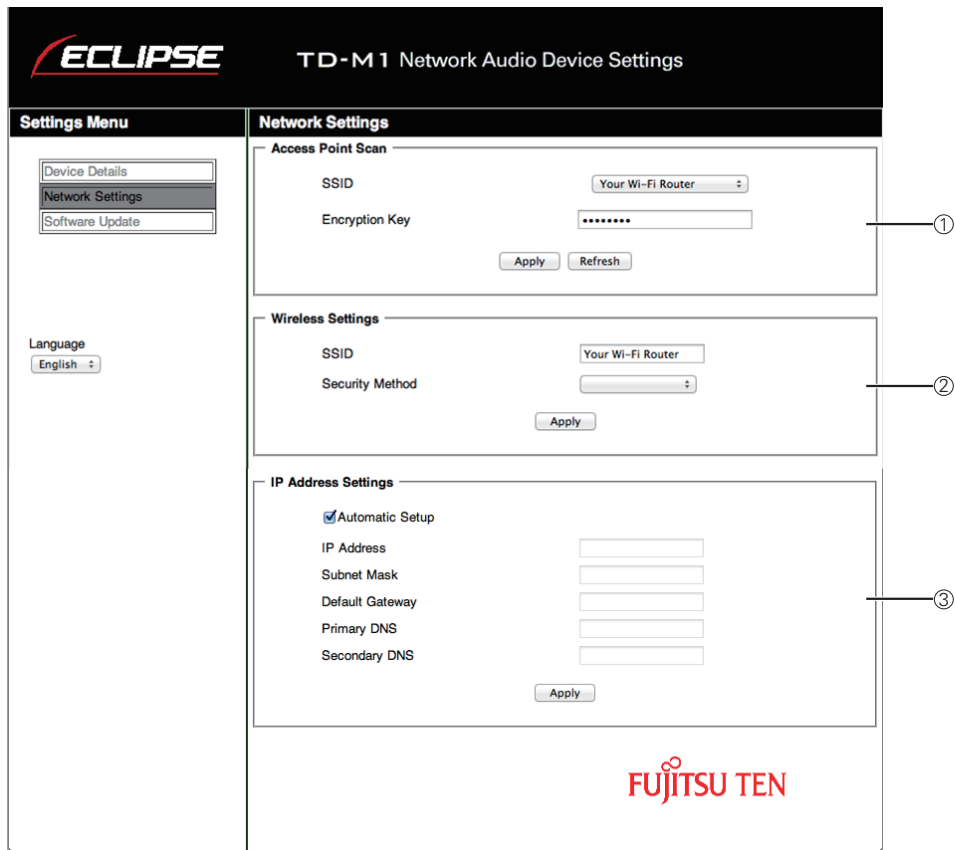 ECLIPSE
TD-M1 Network Audio Device Settings
Settings Menu
Network Settings
Device Details
Network Settings
Software Update
Language
English
Access Point Scan
SSID
Your Wi-Fi Router
Encryption Key
••••••••
Apply
Refresh
①
Wireless Settings
SSID
Your Wi-Fi Router
Security Method
Apply
②
IP Address Settings
Automatic Setup
IP Address
Subnet Mask
Default Gateway
Primary DNS
Secondary DNS
Apply
③
FUJITSU TEN